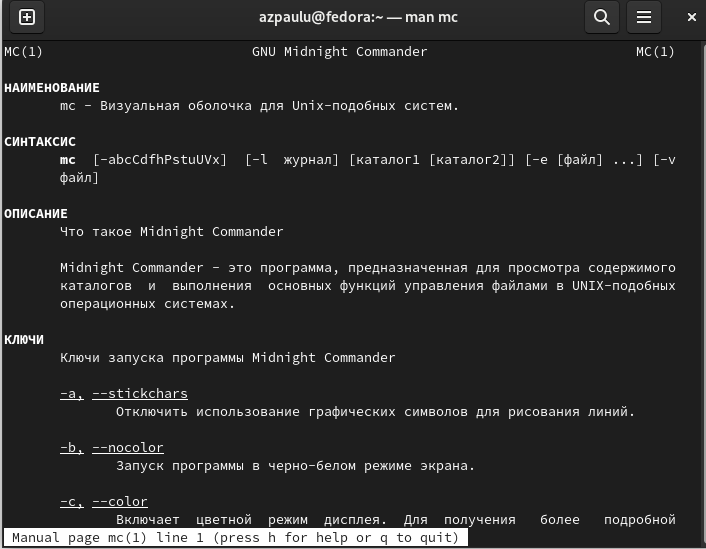 azpaulu@fedora:~ — man mc
MC(1) GNU Midnight Commander MC(1)
НАИМЕНОВАНИЕ
mc - Визуальная оболочка для Unix-подобных систем.
СИНТАКСИС
mc [-abcCdfhPstuUVx] [-l журнал] [каталог1 [каталог2]] [-e [файл] ...] [-v
файл]
ОПИСАНИЕ
Что такое Midnight Commander
Midnight Commander - это программа, предназначенная для просмотра содержимого
каталогов и выполнения основных функций управления файлами в UNIX-подобных
операционных системах.
КЛЮЧИ
Ключи запуска программы Midnight Commander
-a, --stickchars
Отключить использование графических символов для рисования линий.
-b, --nocolor
Запуск программы в черно-белом режиме экрана.
-c, --color
Включает цветной режим дисплея. Для получения более подробной
Manual page mc(1) line 1 (press h for help or q to quit)